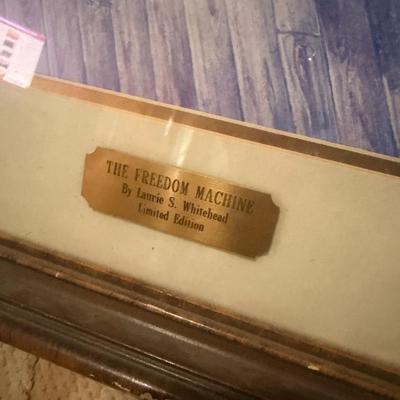 THE FREEDOM MACHINE
By Laurie S. Whitehead
Limited Edition